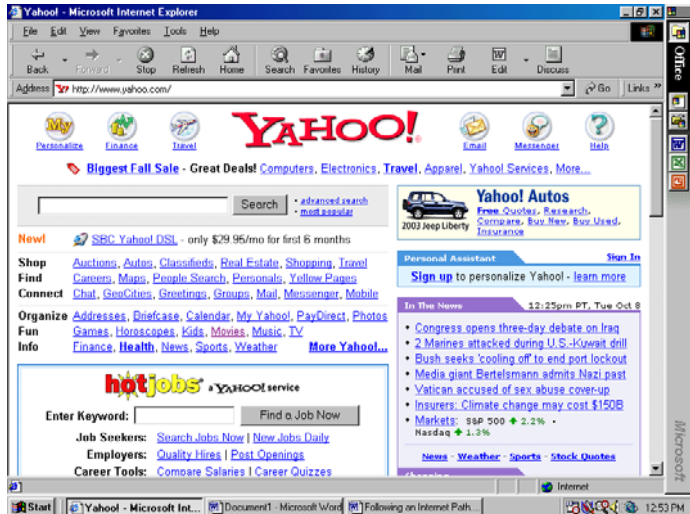 Yahoo! - Microsoft Internet Explorer
File Edit View Favorites Tools Help
Back Forward Stop Refresh Home Search Favorites History Mail Print Edit Discuss
Address http://www.yahoo.com/ Go Links »
Office
My
Personalize Finance Travel YAHOO! Email Messenger Help
Biggest Fall Sale - Great Deals! Computers, Electronics, Travel, Apparel, Yahoo! Services, More...
Search • advanced search
• most popular
2003 Jeep Liberty
Yahoo! Autos
Free Quotes, Research,
Compare, Buy New, Buy Used,
Insurance
New! SBC Yahoo! DSL - only $29.95/mo for first 6 months
Shop Auctions, Autos, Classifieds, Real Estate, Shopping, Travel
Find Careers, Maps, People Search, Personals, Yellow Pages
Connect Chat, GeoCities, Greetings, Groups, Mail, Messenger, Mobile
Organize Addresses, Briefcase, Calendar, My Yahoo!, PayDirect, Photos
Fun Games, Horoscopes, Kids, Movies, Music, TV
Info Finance, Health, News, Sports, Weather More Yahoo!...
Personal Assistant Sign In
Sign up to personalize Yahoo! - learn more
In The News 12:25pm PT, Tue Oct 8
• Congress opens three-day debate on Iraq
• 2 Marines attacked during U.S.-Kuwait drill
• Bush seeks 'cooling off' to end port lockout
• Media giant Bertelsmann admits Nazi past
• Vatican accused of sex abuse cover-up
• Insurers: Climate change may cost $150B
• Markets: S&P 500 2.2% •
Nasdaq 1.3%
News - Weather - Sports - Stock Quotes
hotjobs a YAHOO! service
Enter Keyword: Find a Job Now
Job Seekers: Search Jobs Now | New Jobs Daily
Employers: Quality Hires | Post Openings
Career Tools: Compare Salaries | Career Quizzes
Shopping
Microsoft
Internet
Start Yahoo! - Microsoft Int... Document1 - Microsoft Word Following an Internet Path... 12:53 PM